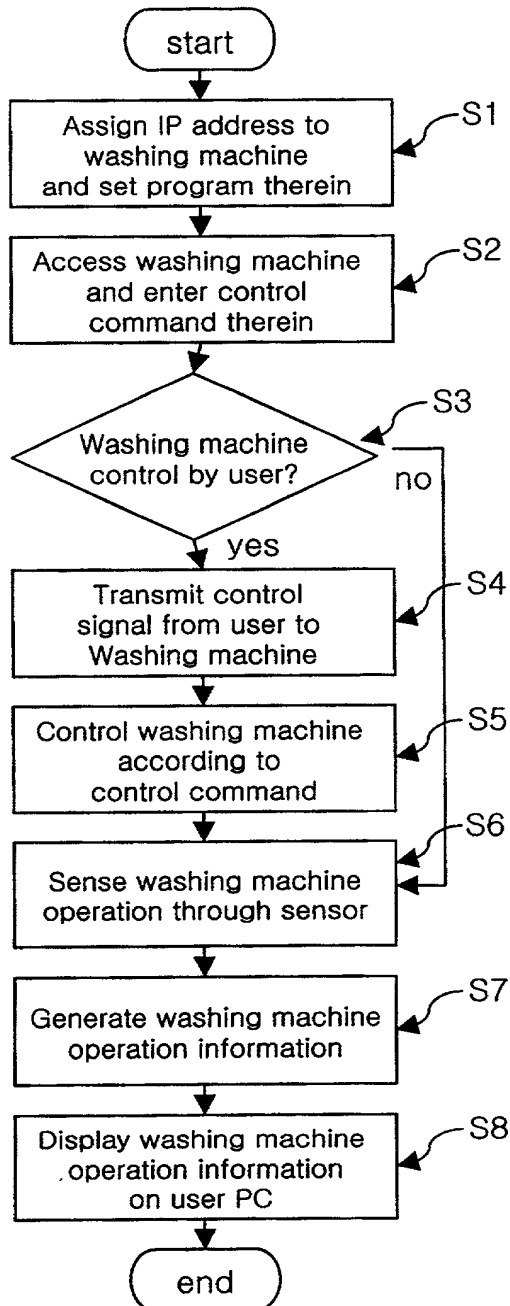 start
Assign IP address to
washing machine
and set program therein
S1
Access washing machine
and enter control
command therein
S2
Washing machine
control by user?
S3
no
yes
Transmit control
signal from user to
Washing machine
S4
Control washing machine
according to
control command
S5
Sense washing machine
operation through sensor
S6
Generate washing machine
operation information
S7
Display washing machine
operation information
on user PC
S8
end